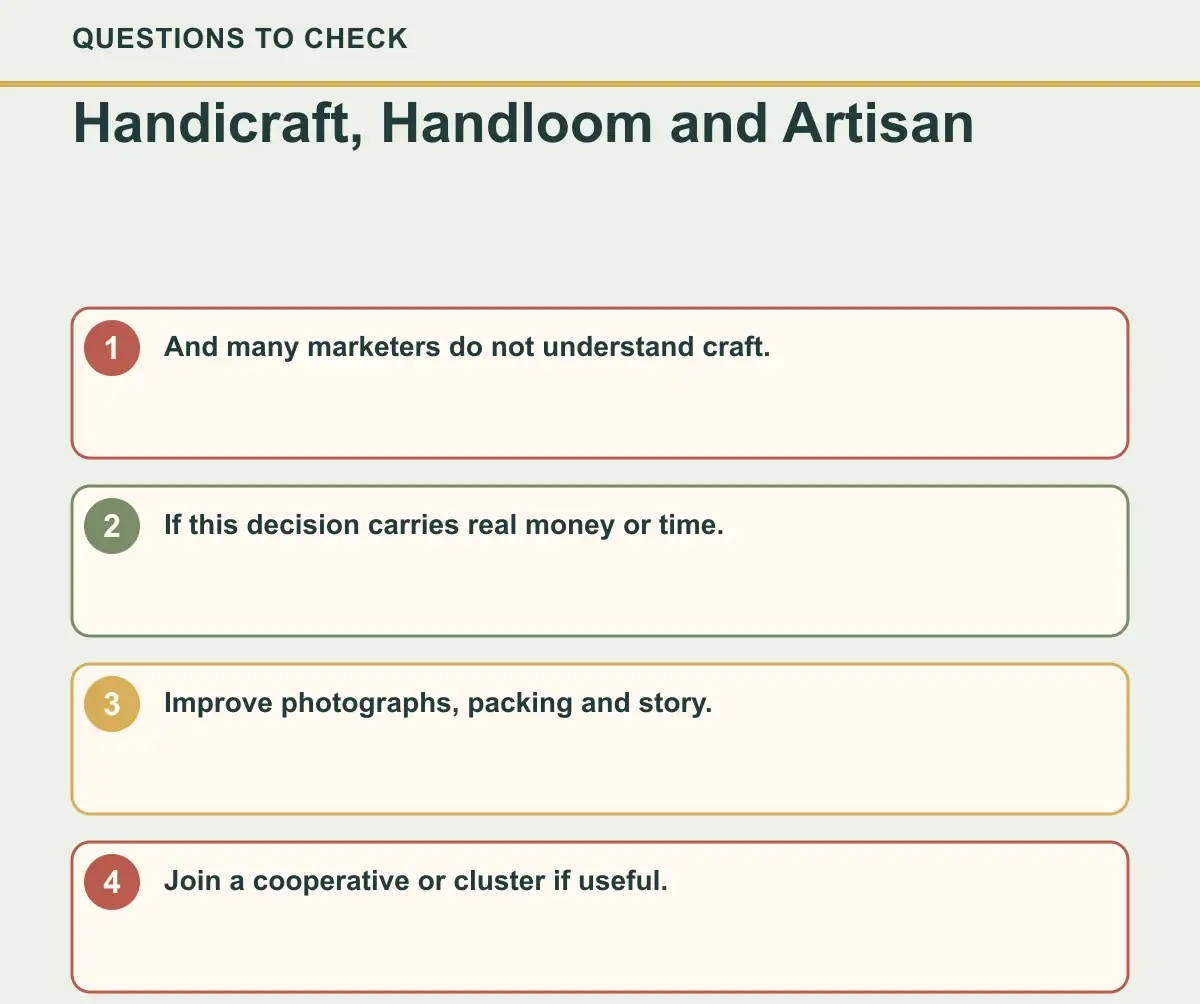 QUESTIONS TO CHECK
Handicraft, Handloom and Artisan
1
And many marketers do not understand craft.
2
If this decision carries real money or time.
3
Improve photographs, packing and story.
4
Join a cooperative or cluster if useful.